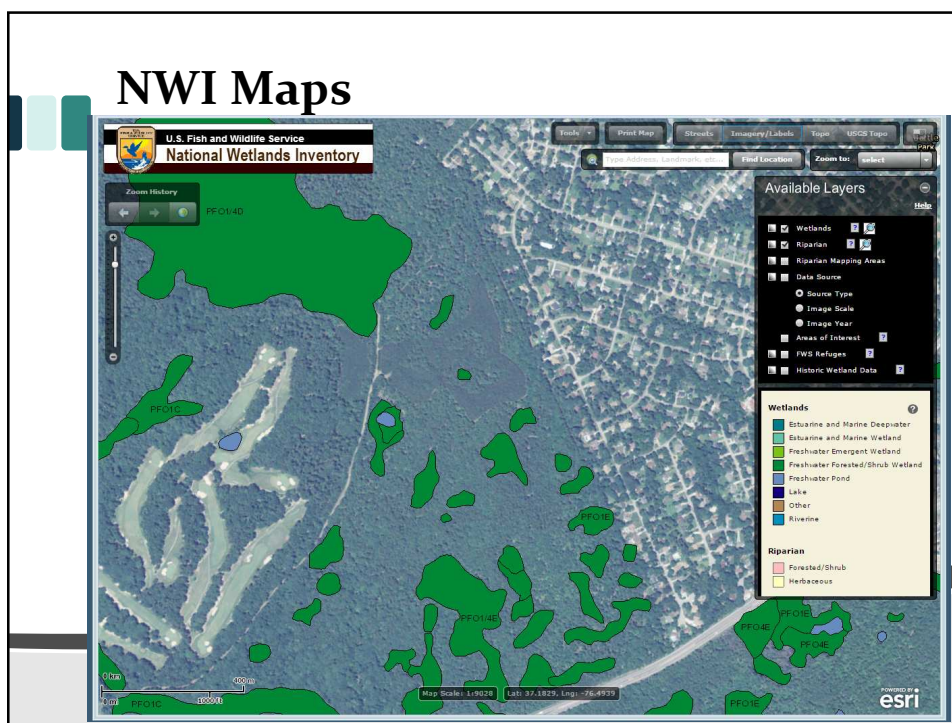 NWI Maps
U.S. Fish and Wildlife Service
National Wetlands Inventory
Tools
Print Map
Streets
Imagery/Labels
Topo
USGS Topo
Type Address, Landmark, etc...
Find Location
Zoom to:
select
Zoom History
Available Layers
Help
Wetlands ?
Riparian ?
Riparian Mapping Areas
Data Source
Source Type
Image Scale
Image Year
Areas of Interest ?
FWS Refuges ?
Historic Wetland Data ?
Wetlands ?
Estuarine and Marine Deepwater
Estuarine and Marine Wetland
Freshwater Emergent Wetland
Freshwater Forested/Shrub Wetland
Freshwater Pond
Lake
Other
Riverine
Riparian
Forested/Shrub
Herbaceous
PFO1/4D
PFO1C
PFO1E
PFO1/4E
PFO1E
PFO4E
PFO4E
PFO1C
PFO1E
0 km
400 m
0 mi
1000 ft
Map Scale: 1:9028
Lat: 37.1829, Lng: -76.4939
POWERED BY
esri